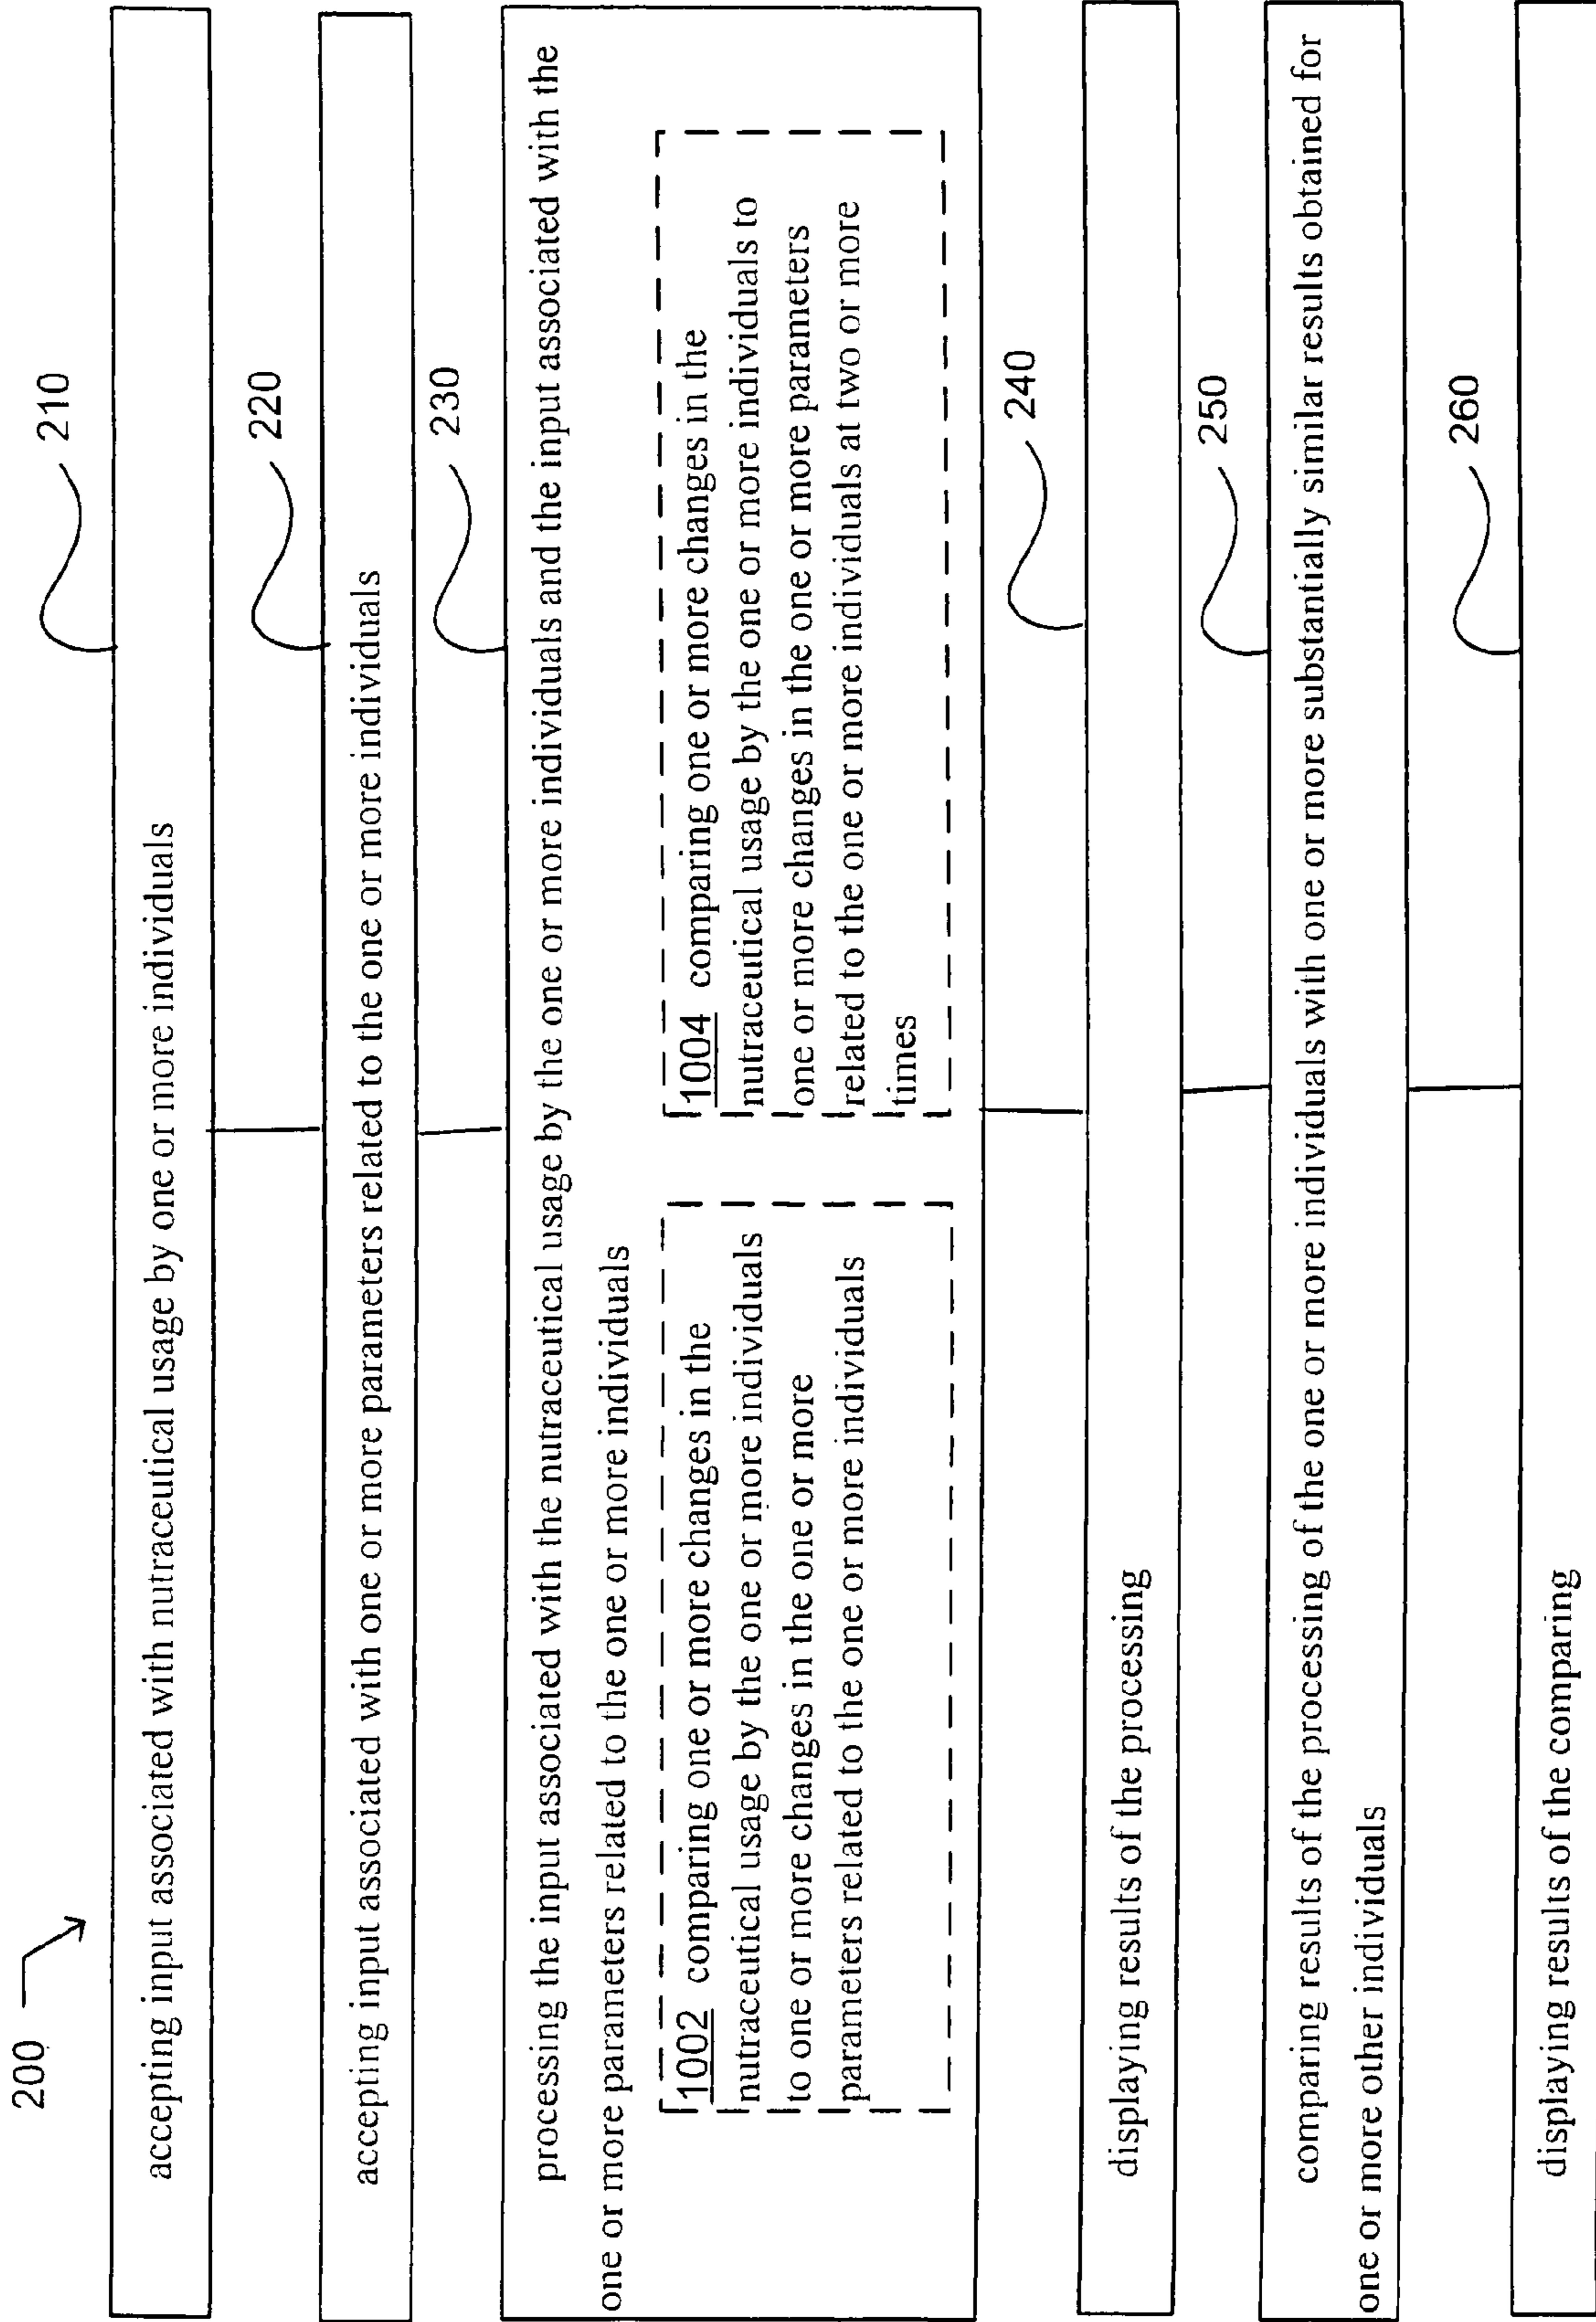 200
210
accepting input associated with nutraceutical usage by one or more individuals
220
accepting input associated with one or more parameters related to the one or more individuals
230
processing the input associated with the nutraceutical usage by the one or more individuals and the input associated with the
one or more parameters related to the one or more individuals
1002 comparing one or more changes in the
nutraceutical usage by the one or more individuals
to one or more changes in the one or more
parameters related to the one or more individuals
1004 comparing one or more changes in the
nutraceutical usage by the one or more individuals to
one or more changes in the one or more parameters
related to the one or more individuals at two or more
times
240
displaying results of the processing
250
comparing results of the processing of the one or more individuals with one or more substantially similar results obtained for
one or more other individuals
260
displaying results of the comparing